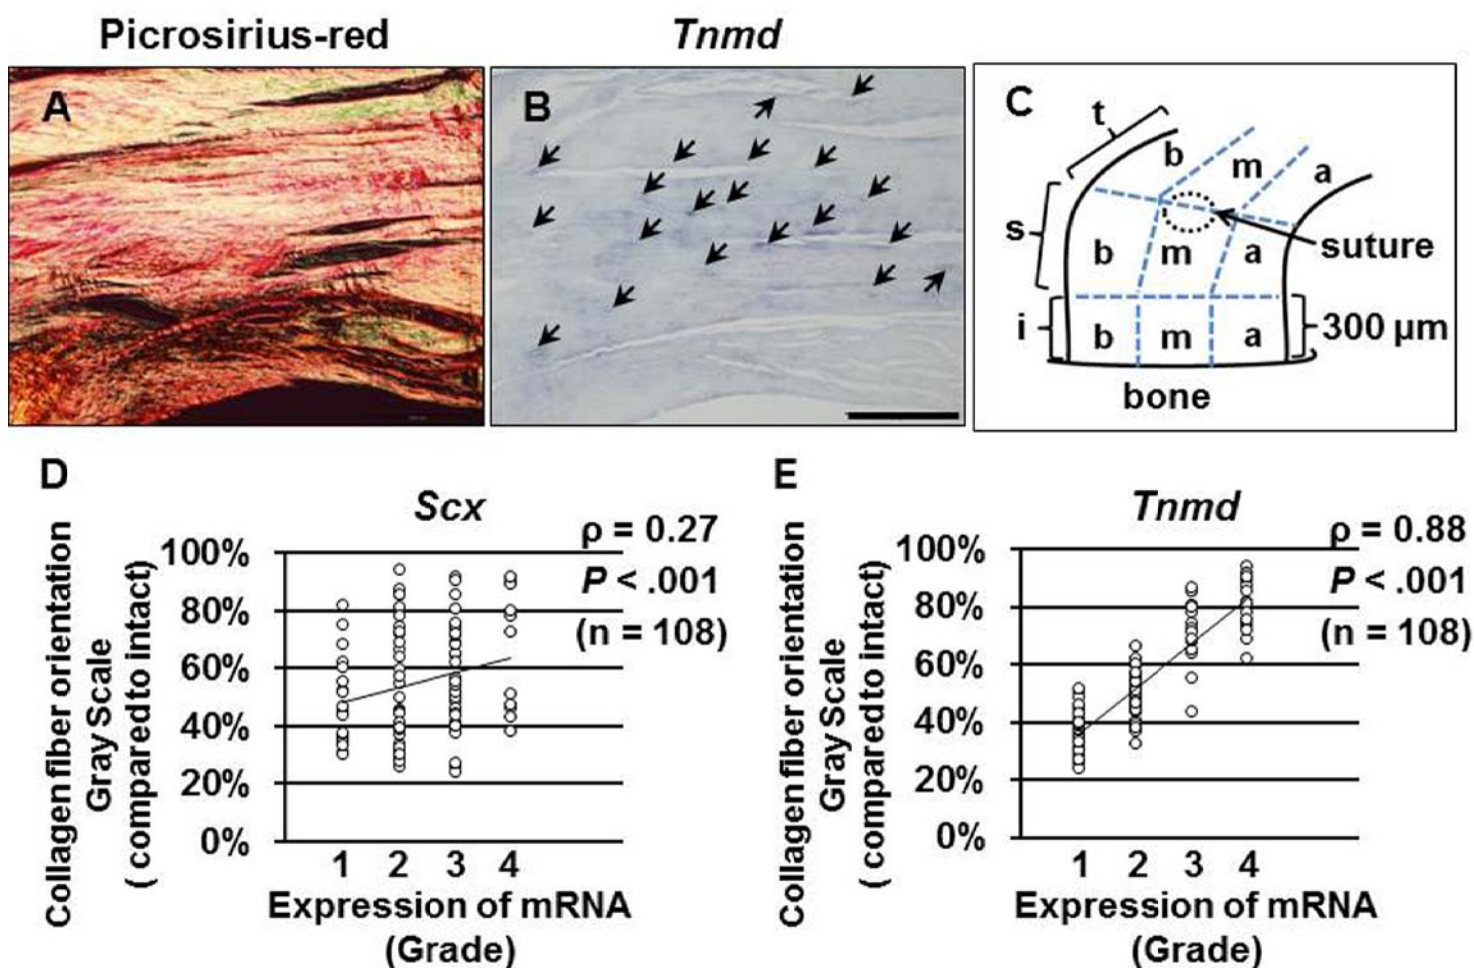 Picrosirius-red
Tnmd
A
B
C
t
b
m
a
s
b
m
a
suture
i
b
m
a
300 µm
bone
D
Scx
ρ = 0.27
P < .001
(n = 108)
Collagen fiber orientation
Gray Scale
( compared to intact)
100%
80%
60%
40%
20%
0%
1 2 3 4
Expression of mRNA
(Grade)
E
Tnmd
ρ = 0.88
P < .001
(n = 108)
Collagen fiber orientation
Gray Scale
( compared to intact)
100%
80%
60%
40%
20%
0%
1 2 3 4
Expression of mRNA
(Grade)